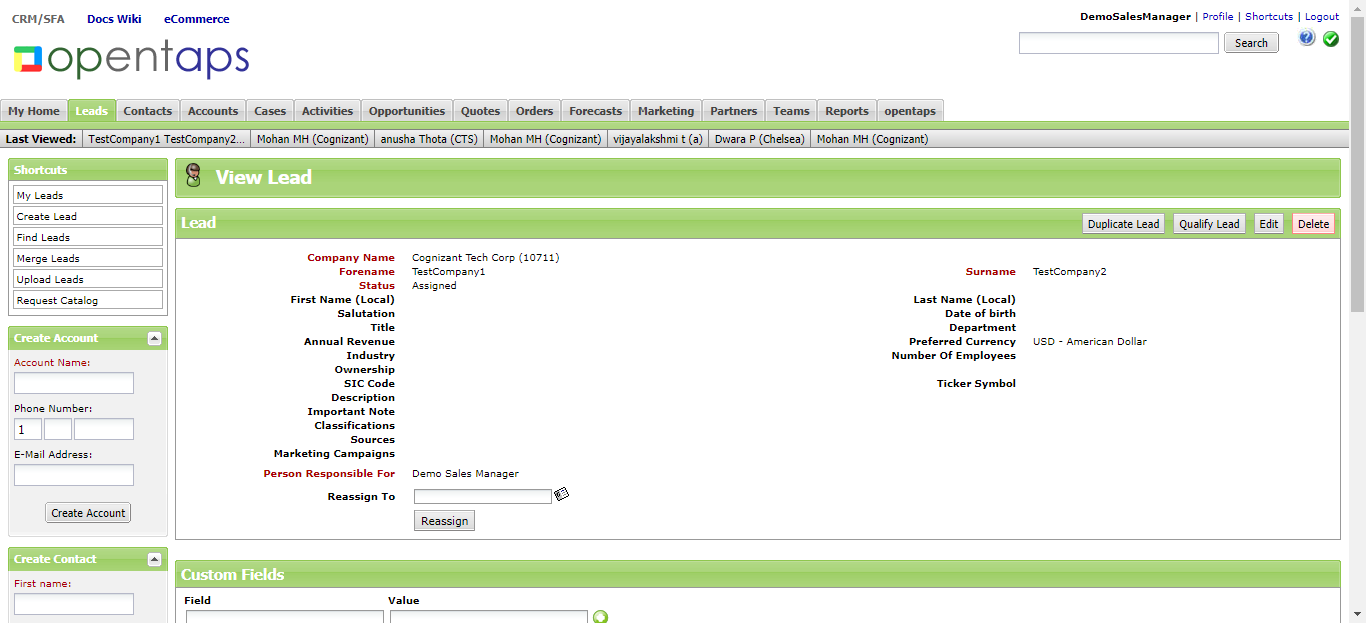 CRM/SFA Docs Wiki eCommerce
DemoSalesManager | Profile | Shortcuts | Logout
opentaps
Search
My Home Leads Contacts Accounts Cases Activities Opportunities Quotes Orders Forecasts Marketing Partners Teams Reports opentaps
Last Viewed: TestCompany1 TestCompany2... Mohan MH (Cognizant) anusha Thota (CTS) Mohan MH (Cognizant) vijayalakshmi t (a) Dwara P (Chelsea) Mohan MH (Cognizant)
Shortcuts
My Leads
Create Lead
Find Leads
Merge Leads
Upload Leads
Request Catalog
Create Account
Account Name:
Phone Number:
1
E-Mail Address:
Create Account
Create Contact
First name:
View Lead
Lead
Duplicate Lead Qualify Lead Edit Delete
Company Name Cognizant Tech Corp (10711)
Forename TestCompany1 Surname TestCompany2
Status Assigned
First Name (Local) Last Name (Local)
Salutation Date of birth
Title Department
Annual Revenue Preferred Currency USD - American Dollar
Industry Number Of Employees
Ownership
SIC Code Ticker Symbol
Description
Important Note
Classifications
Sources
Marketing Campaigns
Person Responsible For Demo Sales Manager
Reassign To
Reassign
Custom Fields
Field Value